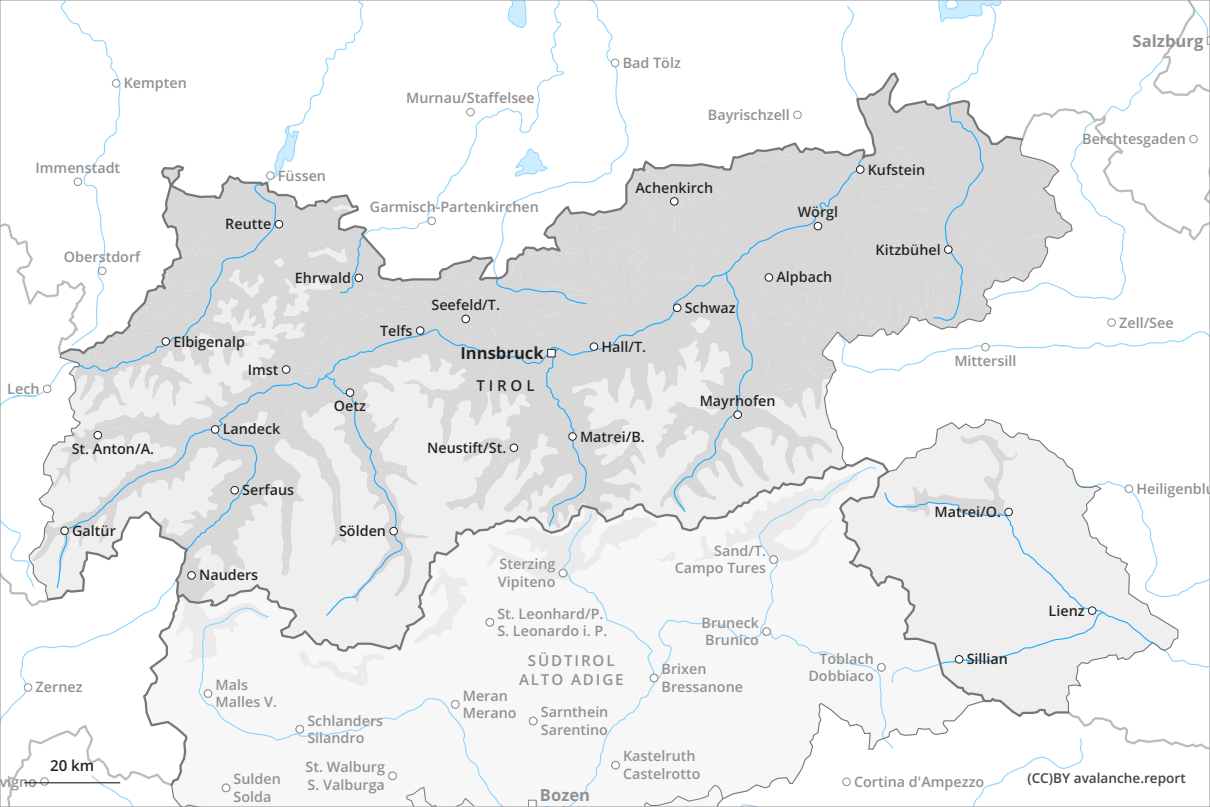 Salzburg
Bad Tölz
Kempten
Murnau/Staffelsee
Bayrischzell
Berchtesgaden
Immenstadt
Kufstein
Füssen
Achenkirch
Garmisch-Partenkirchen
Wörgl
Reutte
Kitzbühel
Oberstdorf
Ehrwald
Alpbach
Seefeld/T.
Schwaz
Zell/See
Telfs
Elbigenalp
Innsbruck
Hall/T.
Mittersill
Imst
TIROL
Lech
Oetz
Mayrhofen
Landeck
Matrei/B.
St. Anton/A.
Neustift/St.
Serfaus
Heiligenblu
Matrei/O.
Galtür
Sölden
Sand/T.
Campo Tures
Sterzing
Vipiteno
Nauders
Lienz
St. Leonhard/P.
S. Leonardo i. P.
Bruneck
Brunico
SÜDTIROL
ALTO ADIGE
Toblach
Dobbiaco
Sillian
Brixen
Bressanone
Zernez
Mals
Malles V.
Meran
Merano
Sarnthein
Sarentino
Schlanders
Silandro
Kastelruth
Castelrotto
20 km
St. Walburg
S. Valburga
vigno
Sulden
Solda
Cortina d'Ampezzo
(CC)BY avalanche.report
Bozen